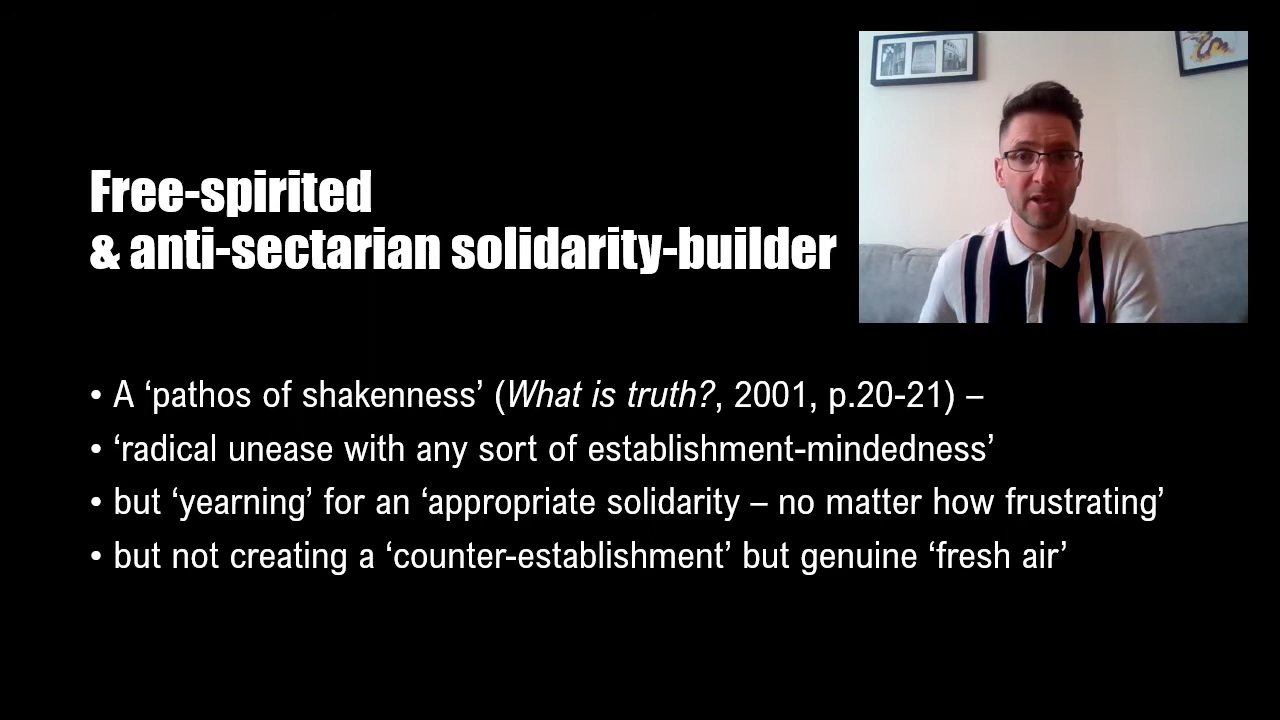 Free-spirited
& anti-sectarian solidarity-builder
• A ‘pathos of shakenness’ (What is truth?, 2001, p.20-21) –
• ‘radical unease with any sort of establishment-mindedness’
• but ‘yearning’ for an ‘appropriate solidarity – no matter how frustrating’
• but not creating a ‘counter-establishment’ but genuine ‘fresh air’